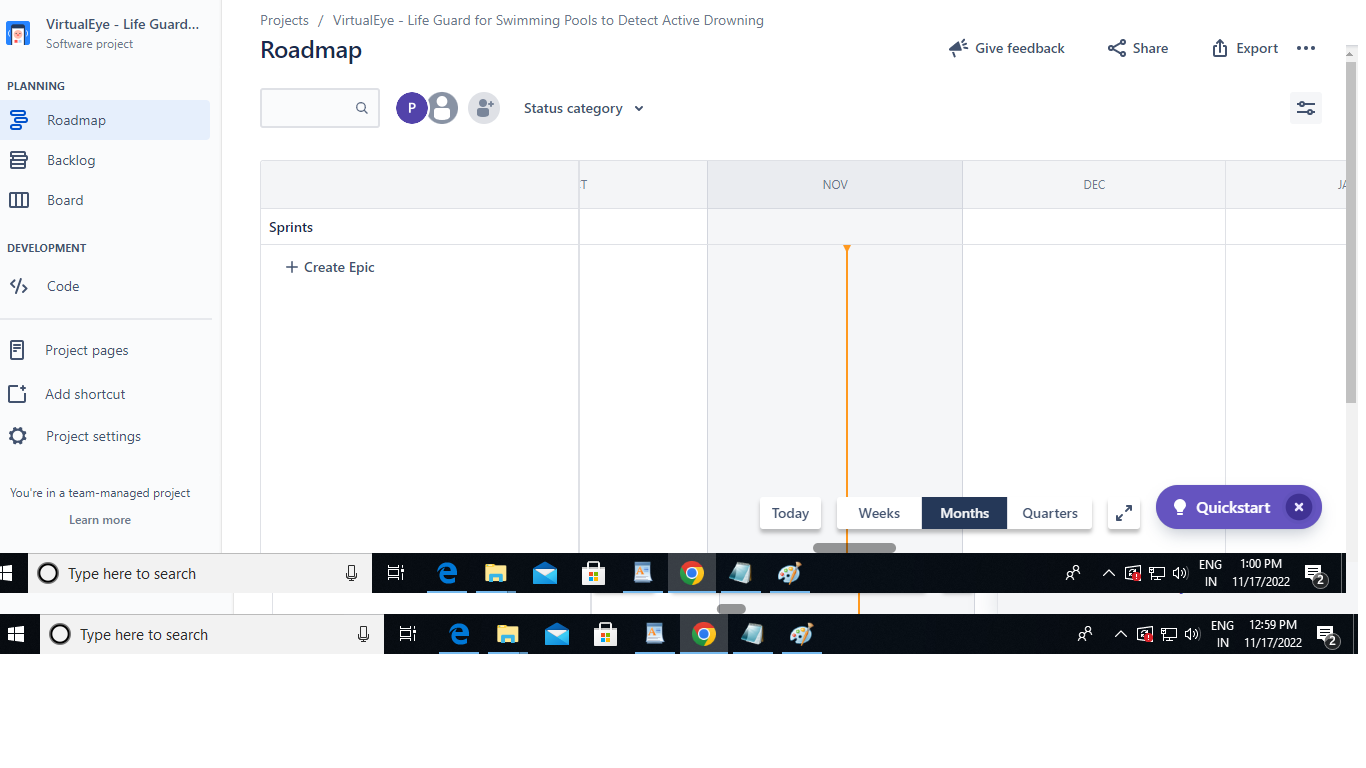 VirtualEye - Life Guard...
Software project
PLANNING
Roadmap
Backlog
Board
DEVELOPMENT
Code
Project pages
Add shortcut
Project settings
You're in a team-managed project
Learn more
Projects / VirtualEye - Life Guard for Swimming Pools to Detect Active Drowning
Roadmap
Give feedback
Share
Export
P
Status category
T
NOV
DEC
JA
Sprints
+ Create Epic
Today
Weeks
Months
Quarters
Quickstart
Type here to search
ENG
IN
1:00 PM
11/17/2022
2
Type here to search
ENG
IN
12:59 PM
11/17/2022
2